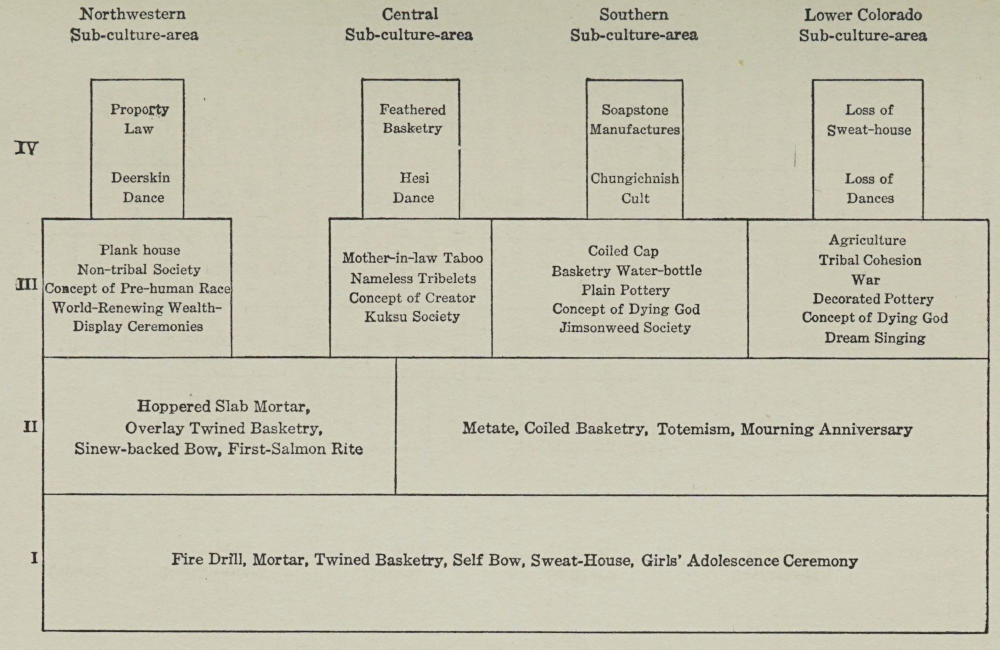 Northwestern
Sub-culture-area
Central
Sub-culture-area
Southern
Sub-culture-area
Lower Colorado
Sub-culture-area
IV
Proporty
Law
Deerskin
Dance
Feathered
Basketry
Hesi
Dance
Soapstone
Manufactures
Chungichnish
Cult
Loss of
Sweat-house
Loss of
Dances
III
Plank house
Non-tribal Society
Concept of Pre-human Race
World-Renewing Wealth-
Display Ceremonies
Mother-in-law Taboo
Nameless Tribelets
Concept of Creator
Kuksu Society
Coiled Cap
Basketry Water-bottle
Plain Pottery
Concept of Dying God
Jimsonweed Society
Agriculture
Tribal Cohesion
War
Decorated Pottery
Concept of Dying God
Dream Singing
II
Hoppered Slab Mortar,
Overlay Twined Basketry,
Sinew-backed Bow, First-Salmon Rite
Metate, Coiled Basketry, Totemism, Mourning Anniversary
I
Fire Drill, Mortar, Twined Basketry, Self Bow, Sweat-House, Girls' Adolescence Ceremony